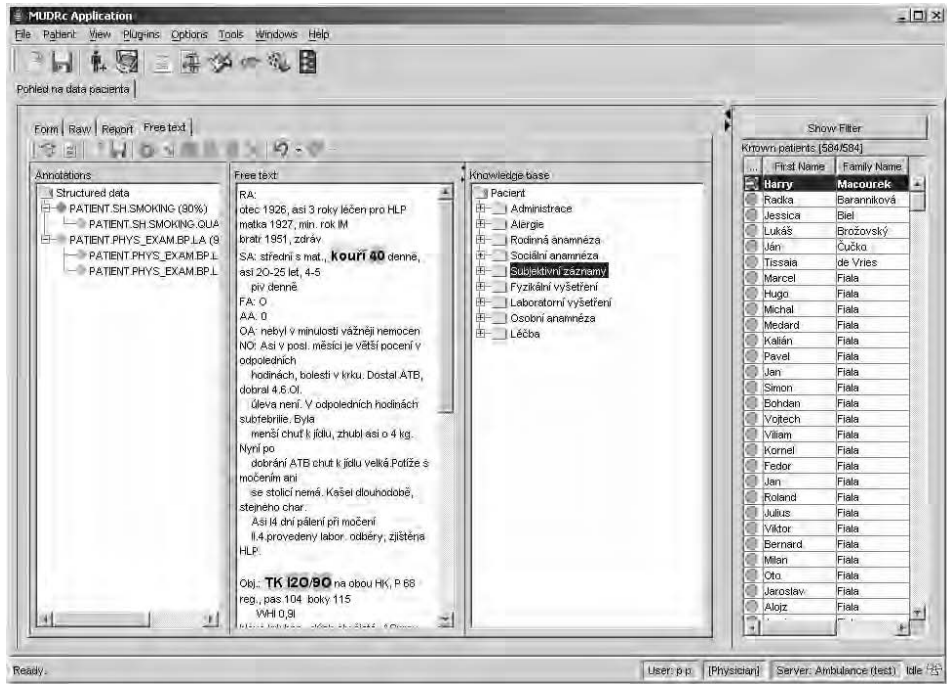 MUDRc Application
File Patient View Plug-ins Options Tools Windows Help
Pohled na data pacienta
Form Raw Report Free text
Annotations
Structured data
PATIENT.SH.SMOKING (90%)
PATIENT.SH.SMOKING.QUA
PATIENT.PHYS_EXAM.BP.LA (9
PATIENT.PHYS_EXAM.BP.L
PATIENT.PHYS_EXAM.BP.L
Free text:
RA:
otec 1926, asi 3 roky léčen pro HLP
matka 1927, min. rok IM
bratr 1951, zdráv
SA: střední s mat., kouří 40 denně,
asi 20-25 let, 4-5
piv denně
FA: 0
AA: 0
OA: nebyl v minulosti vážněji nemocen
NO: Asi v posl. měsíci je větší pocení v
odpoledních
hodinách, bolesti v krku. Dostal ATB,
dobral 4.6.0l.
úleva není. V odpoledních hodinách
subfebrilie. Byla
menší chuť k jídlu, zhubl asi o 4 kg.
Nyní po
dobrání ATB chuť k jídlu velká.Potíže s
močením ani
se stolicí nemá. Kašel dlouhodobě,
stejného char.
Asi l4 dní pálení při močení
ll.4.provedeny labor. odběry, zjištěna
HLP.
Obj.: TK l20/90 na obou HK, P 68
reg., pas 104 boky 115
WHI 0,9l
Knowledge base
Pacient
Administrace
Alergie
Rodinná anamnéza
Sociální anamnéza
Subjektivní záznamy
Fyzikální vyšetření
Laboratorní vyšetření
Osobní anamnéza
Léčba
Show Filter
Known patients [584/584]
... First Name Family Name
Harry Macourek
Radka Baranniková
Jessica Biel
Lukáš Brožovský
Ján Čučko
Tissaia de Vries
Marcel Fiala
Hugo Fiala
Michal Fiala
Medard Fiala
Kalián Fiala
Pavel Fiala
Jan Fiala
Simon Fiala
Bohdan Fiala
Vojtech Fiala
Viliam Fiala
Kornel Fiala
Fedor Fiala
Jan Fiala
Roland Fiala
Julius Fiala
Viktor Fiala
Bernard Fiala
Milan Fiala
Oto Fiala
Jaroslav Fiala
Alojz Fiala
Ready. User: p p [Physician] Server: Ambulance (test) Idle